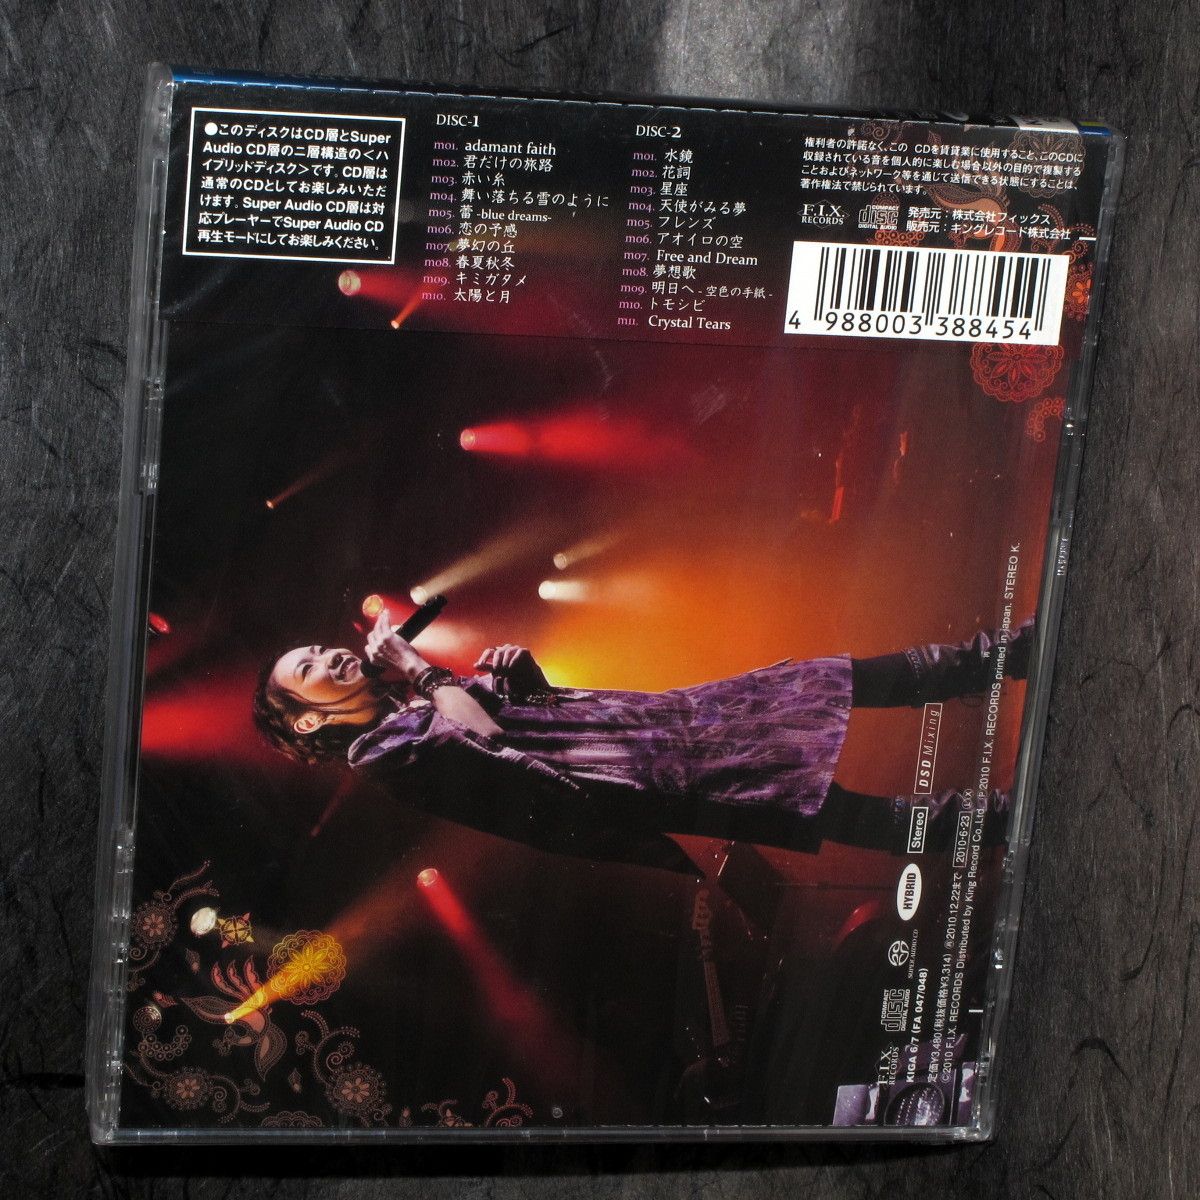 ●このディスクはCD層とSuper
Audio CD層の二層構造の<ハ
イブリッドディスク>です。CD層は
通常のCDとしてお楽しみいただ
けます。Super Audio CD層は対
応プレーヤーでSuper Audio CD
再生モードにしてお楽しみください。
DISC-1
m01. adamant faith
m02. 君だけの旅路
m03. 赤い糸
m04. 舞い落ちる雪のように
m05. 蕾 -blue dreams-
m06. 恋の予感
m07. 夢幻の丘
m08. 春夏秋冬
m09. キミガタメ
m10. 太陽と月
DISC-2
m01. 水鏡
m02. 花詞
m03. 星座
m04. 天使がみる夢
m05. フレンズ
m06. アオイロの空
m07. Free and Dream
m08. 夢想歌
m09. 明日へ - 空色の手紙 -
m10. トモシビ
m11. Crystal Tears
権利者の許諾なく、このCDを賃貸業に使用すること、このCDに
収録されている音を個人的に楽しむ場合以外の目的で複製する
ことおよびネットワーク等を通じて送信できる状態にすることは、
著作権法で禁じられています。
F.I.X. RECORDS
COMPACT disc DIGITAL AUDIO
発売元：株式会社フィックス
販売元：キングレコード株式会社
4 988003 388454
F.I.X. RECORDS
COMPACT disc DIGITAL AUDIO
SUPER AUDIO CD
HYBRID
Stereo
DSD Mixing
KIGA 6/7 (FA 047/048)
定価¥3,480(税抜価格¥3,314) 再2010.12.22まで 2010・6・23
©2010 F.I.X. RECORDS Distributed by King Record Co.,Ltd. ℗2010 F.I.X. RECORDS printed in japan. STEREO K.